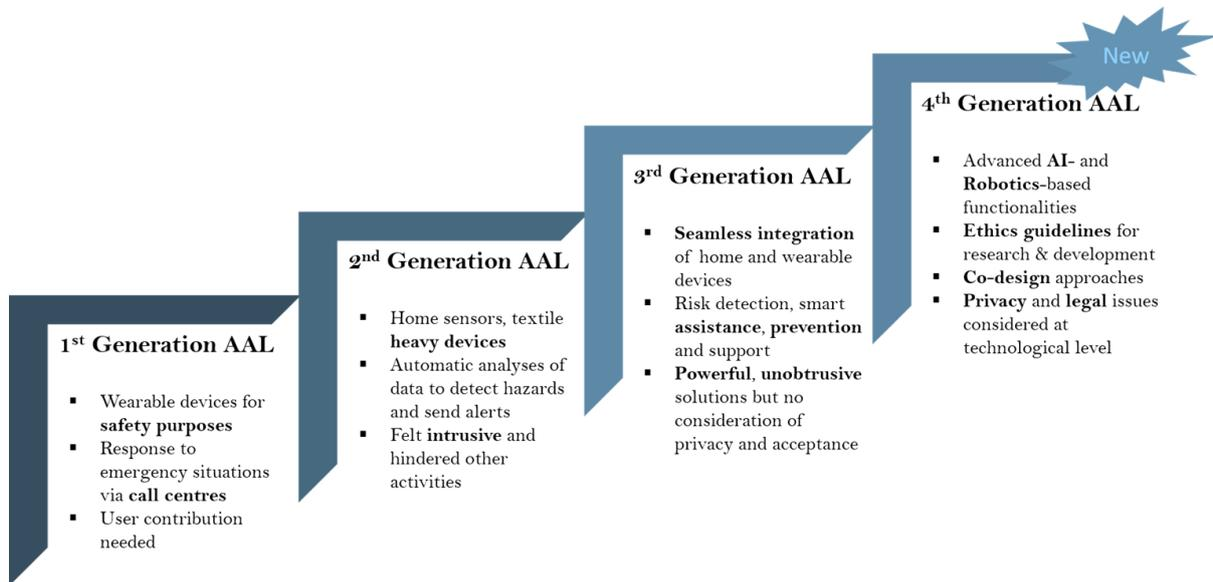 1st Generation AAL
▪ Wearable devices for
safety purposes
▪ Response to
emergency situations
via call centres
▪ User contribution
needed
2nd Generation AAL
▪ Home sensors, textile
heavy devices
▪ Automatic analyses of
data to detect hazards
and send alerts
▪ Felt intrusive and
hindered other
activities
3rd Generation AAL
▪ Seamless integration
of home and wearable
devices
▪ Risk detection, smart
assistance, prevention
and support
▪ Powerful, unobtrusive
solutions but no
consideration of
privacy and acceptance
New
4th Generation AAL
▪ Advanced AI- and
Robotics-based
functionalities
▪ Ethics guidelines for
research & development
▪ Co-design approaches
▪ Privacy and legal issues
considered at
technological level